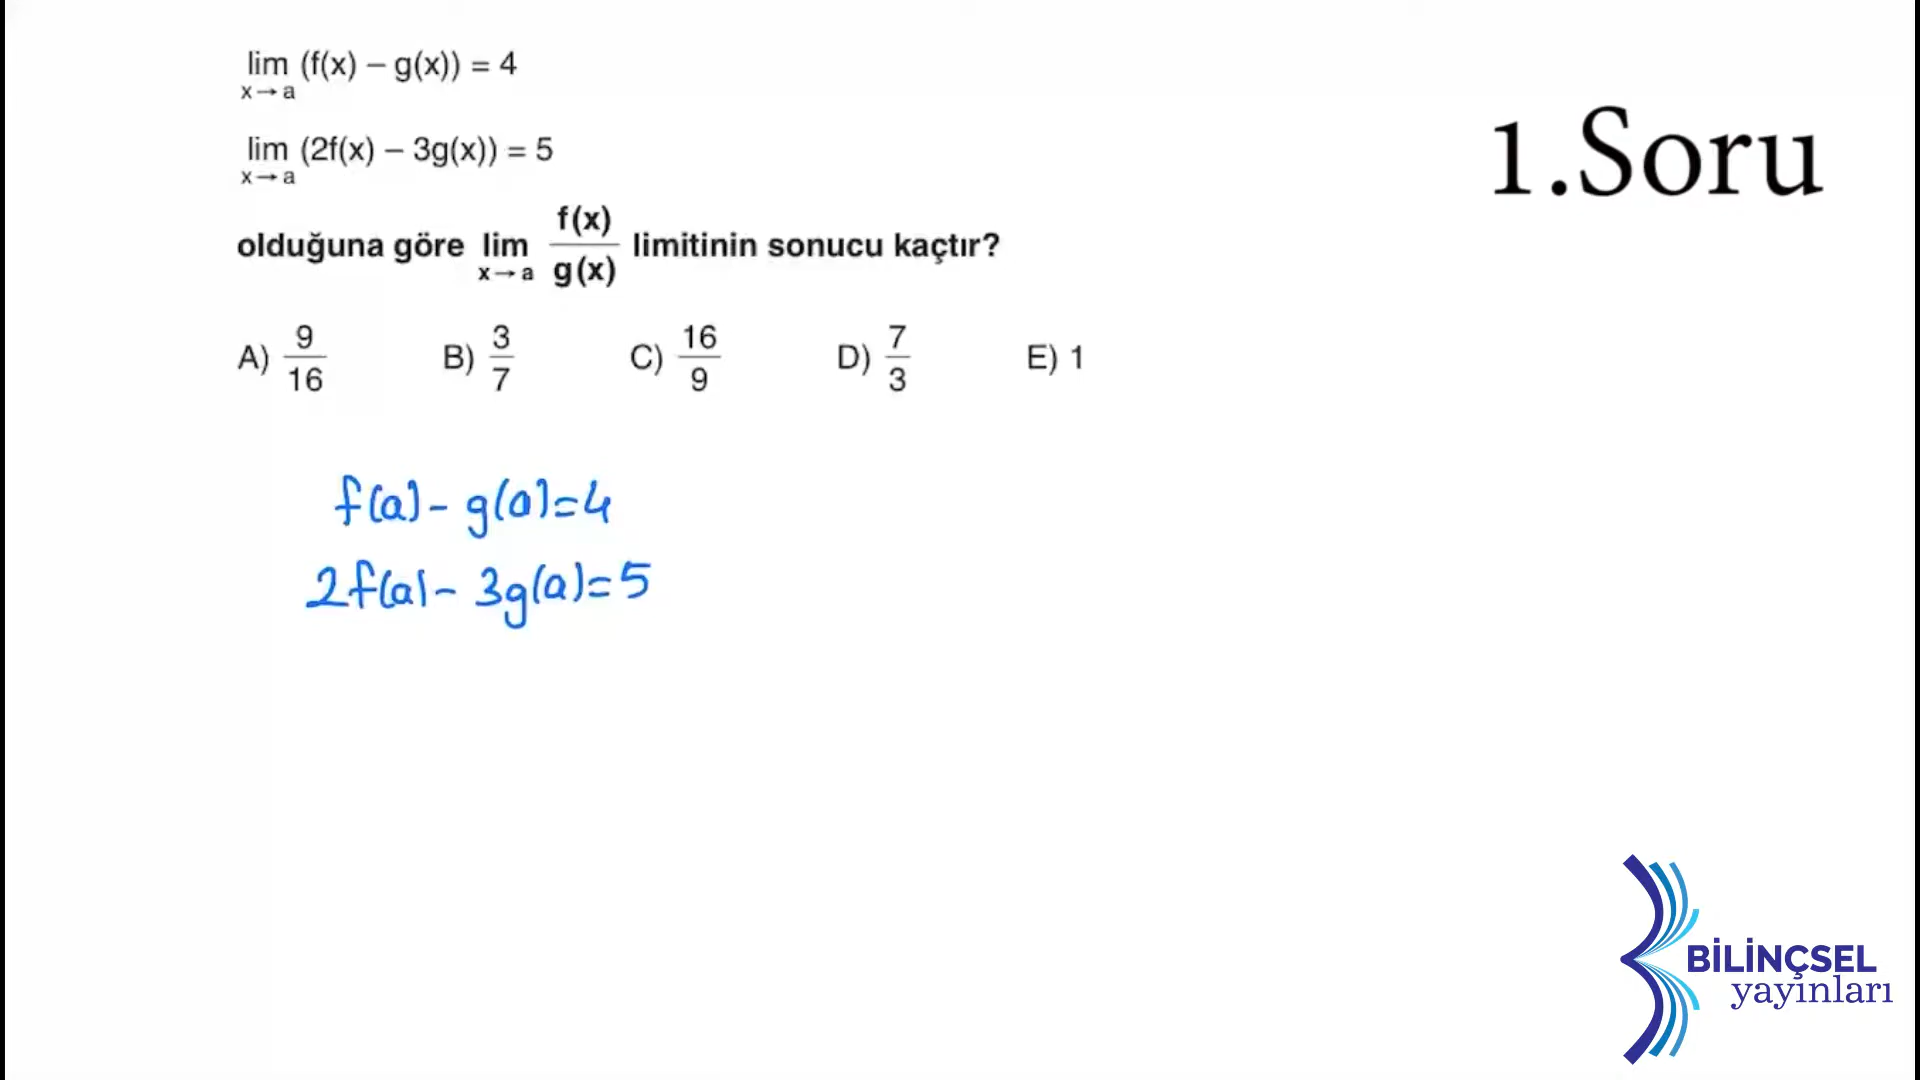 lim (f(x) – g(x)) = 4
x→a
1.Soru
lim (2f(x) – 3g(x)) = 5
x→a
olduğuna göre lim x→a f(x)/g(x) limitinin sonucu kaçtır?
A) 9/16 B) 3/7 C) 16/9 D) 7/3 E) 1
f(a) - g(a) = 4
2f(a) - 3g(a) = 5
BİLİNÇSEL
yayınları